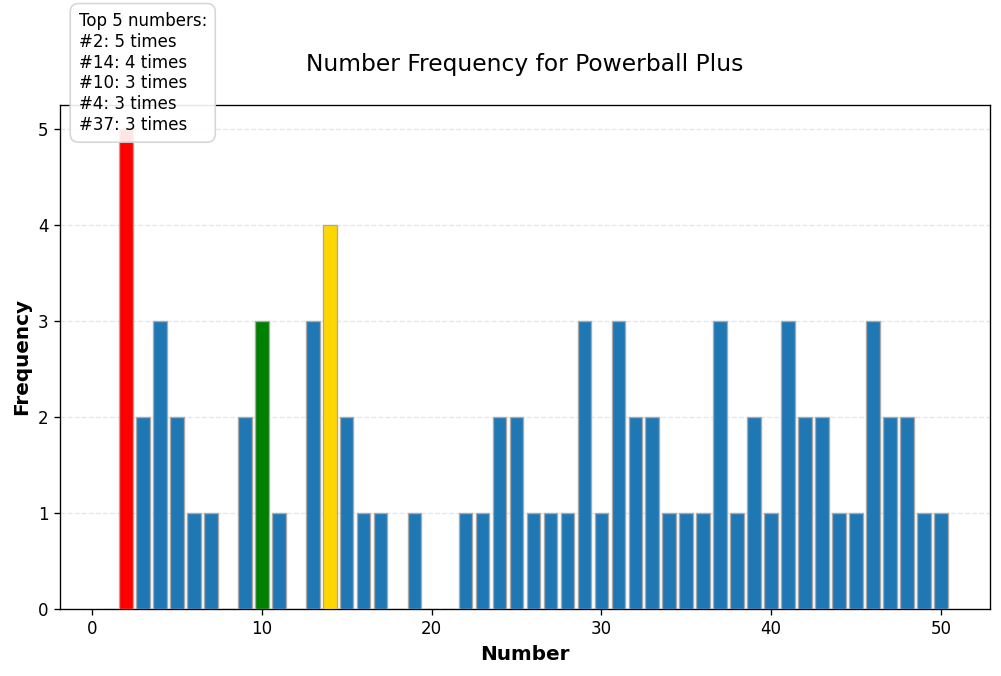 Top 5 numbers:
#2: 5 times
#14: 4 times
#10: 3 times
#4: 3 times
#37: 3 times
Number Frequency for Powerball Plus
Frequency
5
4
3
2
1
0
0 10 20 30 40 50
Number